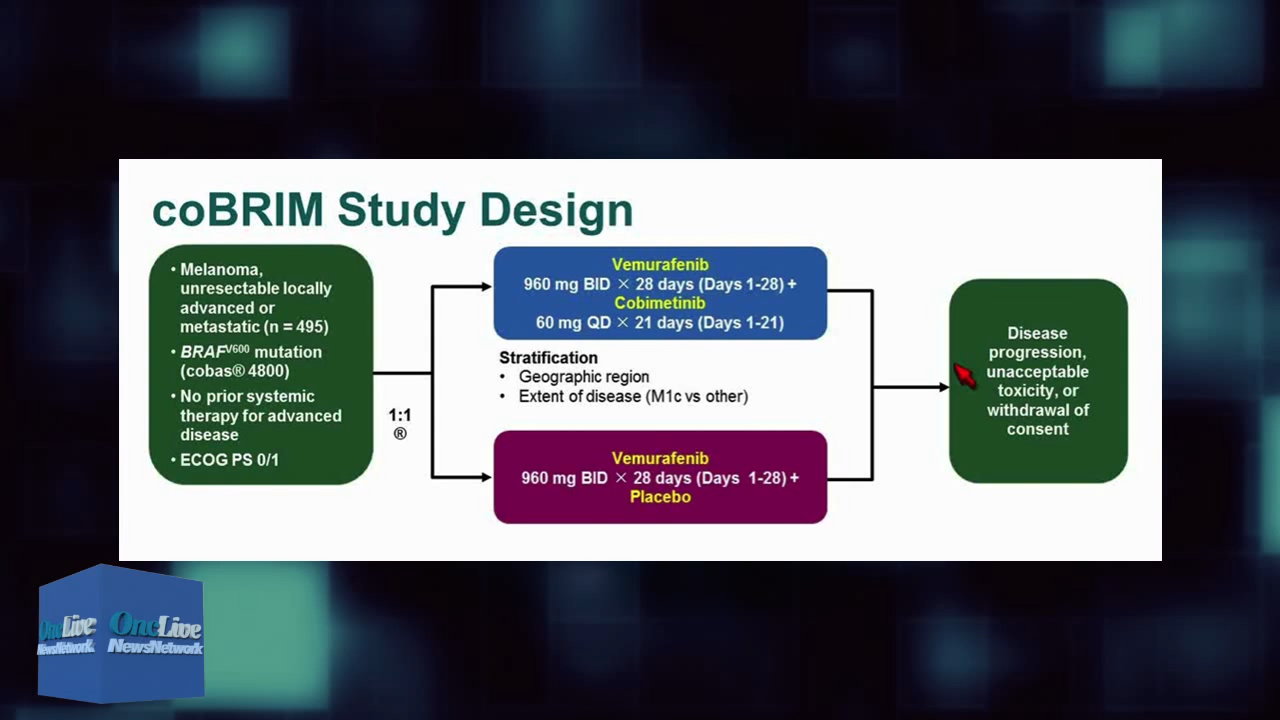 coBRIM Study Design
• Melanoma,
unresectable locally
advanced or
metastatic (n = 495)
• BRAFV600 mutation
(cobas® 4800)
• No prior systemic
therapy for advanced
disease
• ECOG PS 0/1
1:1
®
Vemurafenib
960 mg BID × 28 days (Days 1-28) +
Cobimetinib
60 mg QD × 21 days (Days 1-21)
Stratification
• Geographic region
• Extent of disease (M1c vs other)
Vemurafenib
960 mg BID × 28 days (Days 1-28) +
Placebo
Disease
progression,
unacceptable
toxicity, or
withdrawal of
consent
OncLive
NewsNetwork
OncLive
NewsNetwork